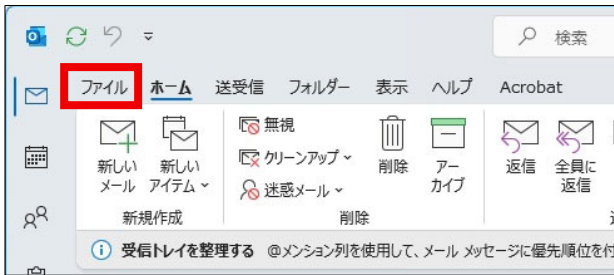 検索
ファイル ホーム 送受信 フォルダー 表示 ヘルプ Acrobat
無視
新しい メール 新しい アイテム クリーンアップ 削除 アー カイブ 返信 全員に 返信
迷惑メール
新規作成 削除
受信トレイを整理する @メンション列を使用して、メール メッセージに優先順位を付